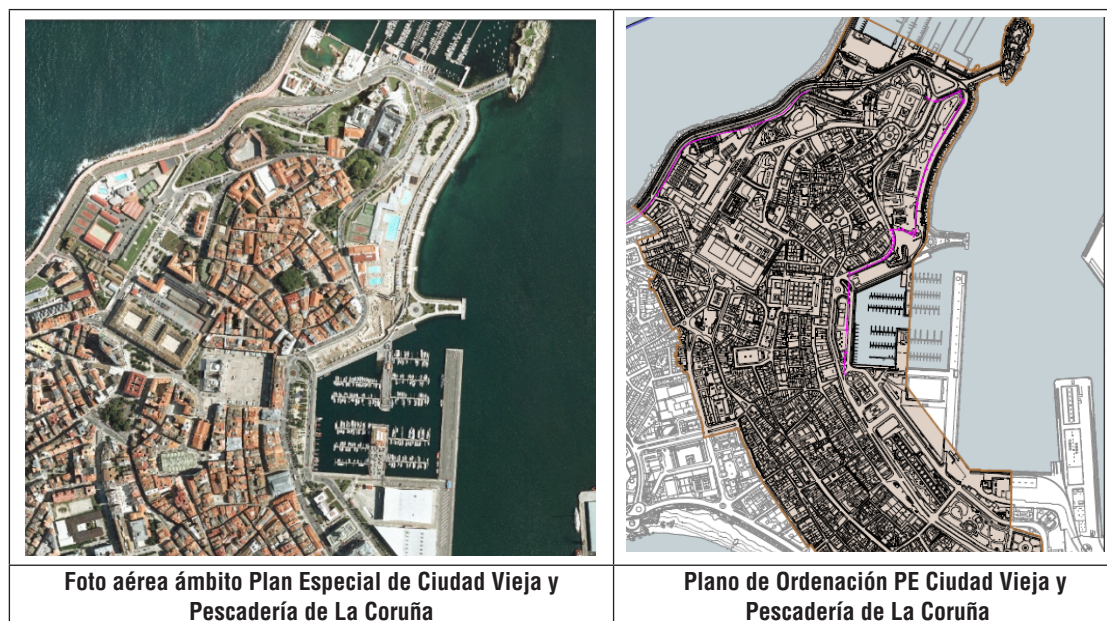 Foto aérea ámbito Plan Especial de Ciudad Vieja y
Pescadería de La Coruña
Plano de Ordenación PE Ciudad Vieja y
Pescadería de La Coruña